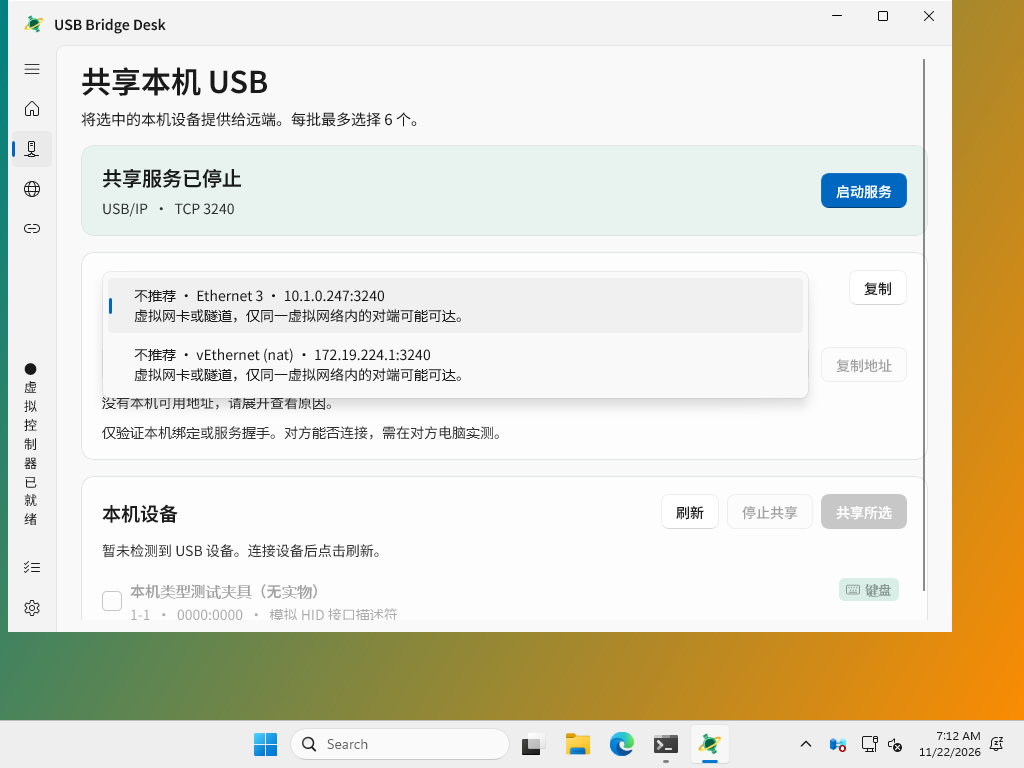 USB Bridge Desk
共享本机 USB
将选中的本机设备提供给远端。每批最多选择 6 个。
共享服务已停止
USB/IP • TCP 3240
启动服务
不推荐 • Ethernet 3 • 10.1.0.247:3240
虚拟网卡或隧道，仅同一虚拟网络内的对端可能可达。
复制
不推荐 • vEthernet (nat) • 172.19.224.1:3240
虚拟网卡或隧道，仅同一虚拟网络内的对端可能可达。
复制地址
没有本机可用地址，请展开查看原因。
仅验证本机绑定或服务握手。对方能否连接，需在对方电脑实测。
虚
拟
控
制
器
已
就
绪
本机设备
刷新
停止共享
共享所选
暂未检测到 USB 设备。连接设备后点击刷新。
本机类型测试夹具（无实物）
键盘
1-1 • 0000:0000 • 模拟 HID 接口描述符
Search
7:12 AM
11/22/2026